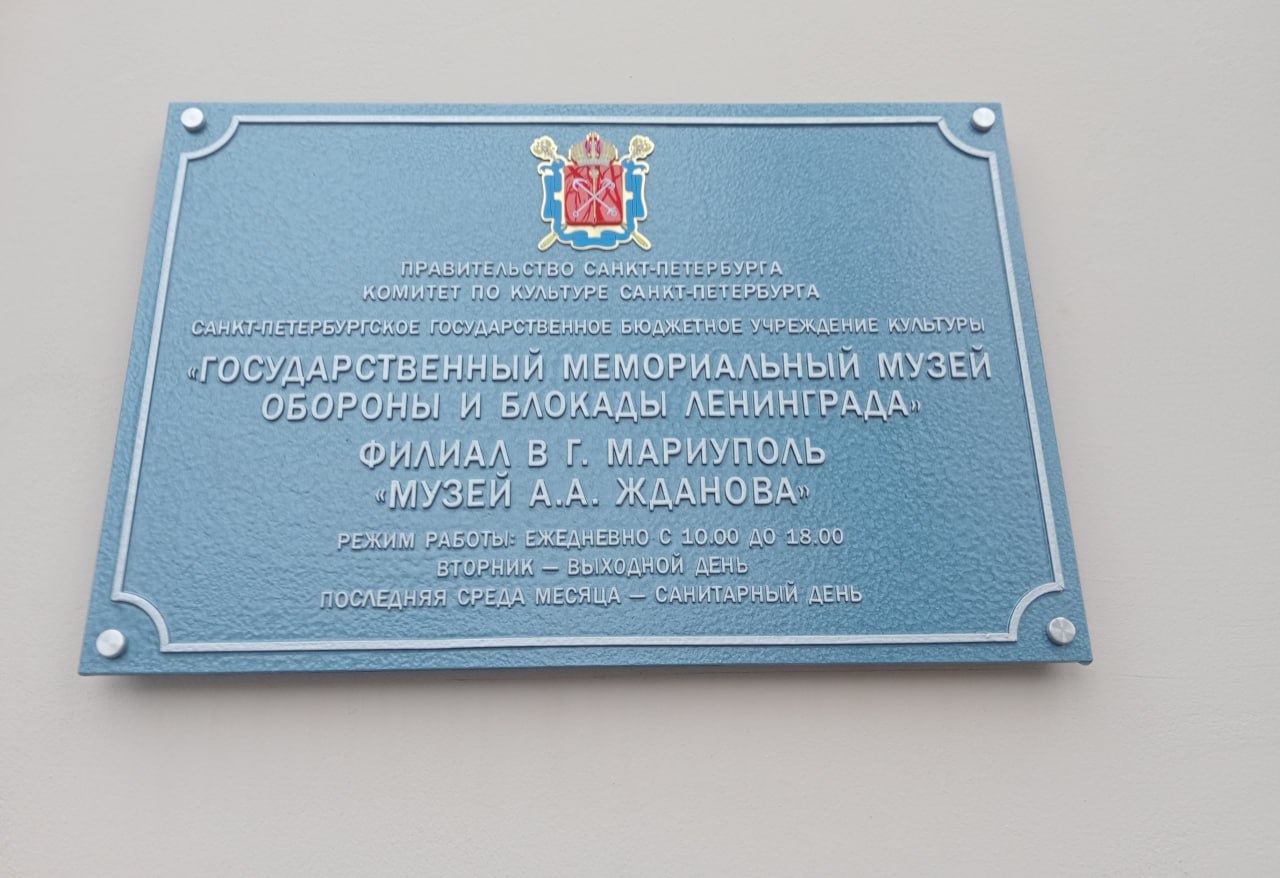 ПРАВИТЕЛЬСТВО САНКТ-ПЕТЕРБУРГА
КОМИТЕТ ПО КУЛЬТУРЕ САНКТ-ПЕТЕРБУРГА
САНКТ-ПЕТЕРБУРГСКОЕ ГОСУДАРСТВЕННОЕ БЮДЖЕТНОЕ УЧРЕЖДЕНИЕ КУЛЬТУРЫ
«ГОСУДАРСТВЕННЫЙ МЕМОРИАЛЬНЫЙ МУЗЕЙ
ОБОРОНЫ И БЛОКАДЫ ЛЕНИНГРАДА»
ФИЛИАЛ В Г. МАРИУПОЛЬ
«МУЗЕЙ А.А. ЖДАНОВА»
РЕЖИМ РАБОТЫ: ЕЖЕДНЕВНО С 10.00 ДО 18.00
ВТОРНИК — ВЫХОДНОЙ ДЕНЬ
ПОСЛЕДНЯЯ СРЕДА МЕСЯЦА — САНИТАРНЫЙ ДЕНЬ